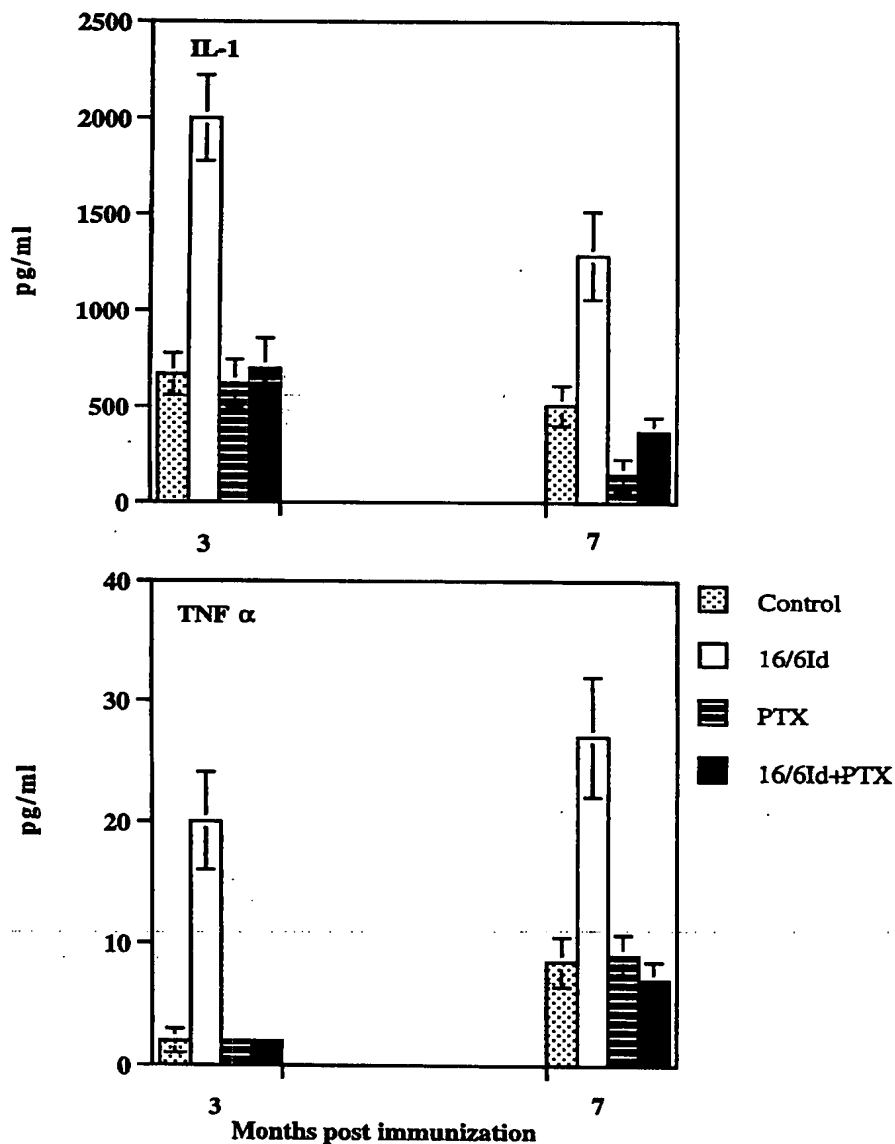 2500
IL-1
2000
1500
pg/ml
1000
500
0
3 7
40
TNF α
Control
16/6Id
30
PTX
16/6Id+PTX
pg/ml
20
10
0
3 7
Months post immunization